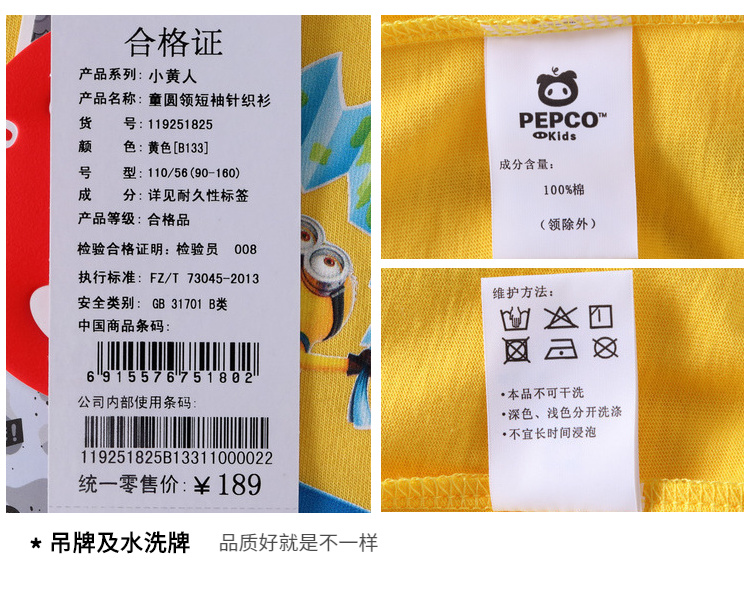 合格证
产品系列: 小黄人
产品名称: 童圆领短袖针织衫
货 号: 119251825
颜 色: 黄色[B133]
号 型: 110/56(90-160)
成 分: 详见耐久性标签
产品等级: 合格品
检验合格证明: 检验员 008
执行标准: FZ/T 73045-2013
安全类别: GB 31701 B类
中国商品条码:
6915576751802
公司内部使用条码:
119251825B13311000022
统一零售价: ¥ 189
PEPCO™
Kids
成分含量:
100%棉
(领除外)
维护方法:
•本品不可干洗
•深色、浅色分开洗涤
•不宜长时间浸泡
* 吊牌及水洗牌 品质好就是不一样